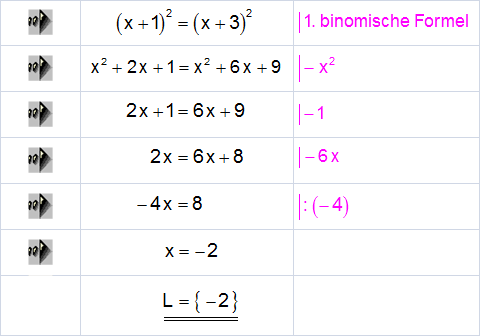 (x + 1)² = (x + 3)² | 1. binomische Formel
x² + 2x + 1 = x² + 6x + 9 | − x²
2x + 1 = 6x + 9 | − 1
2x = 6x + 8 | − 6x
− 4x = 8 | : (− 4)
x = − 2
L = { − 2}